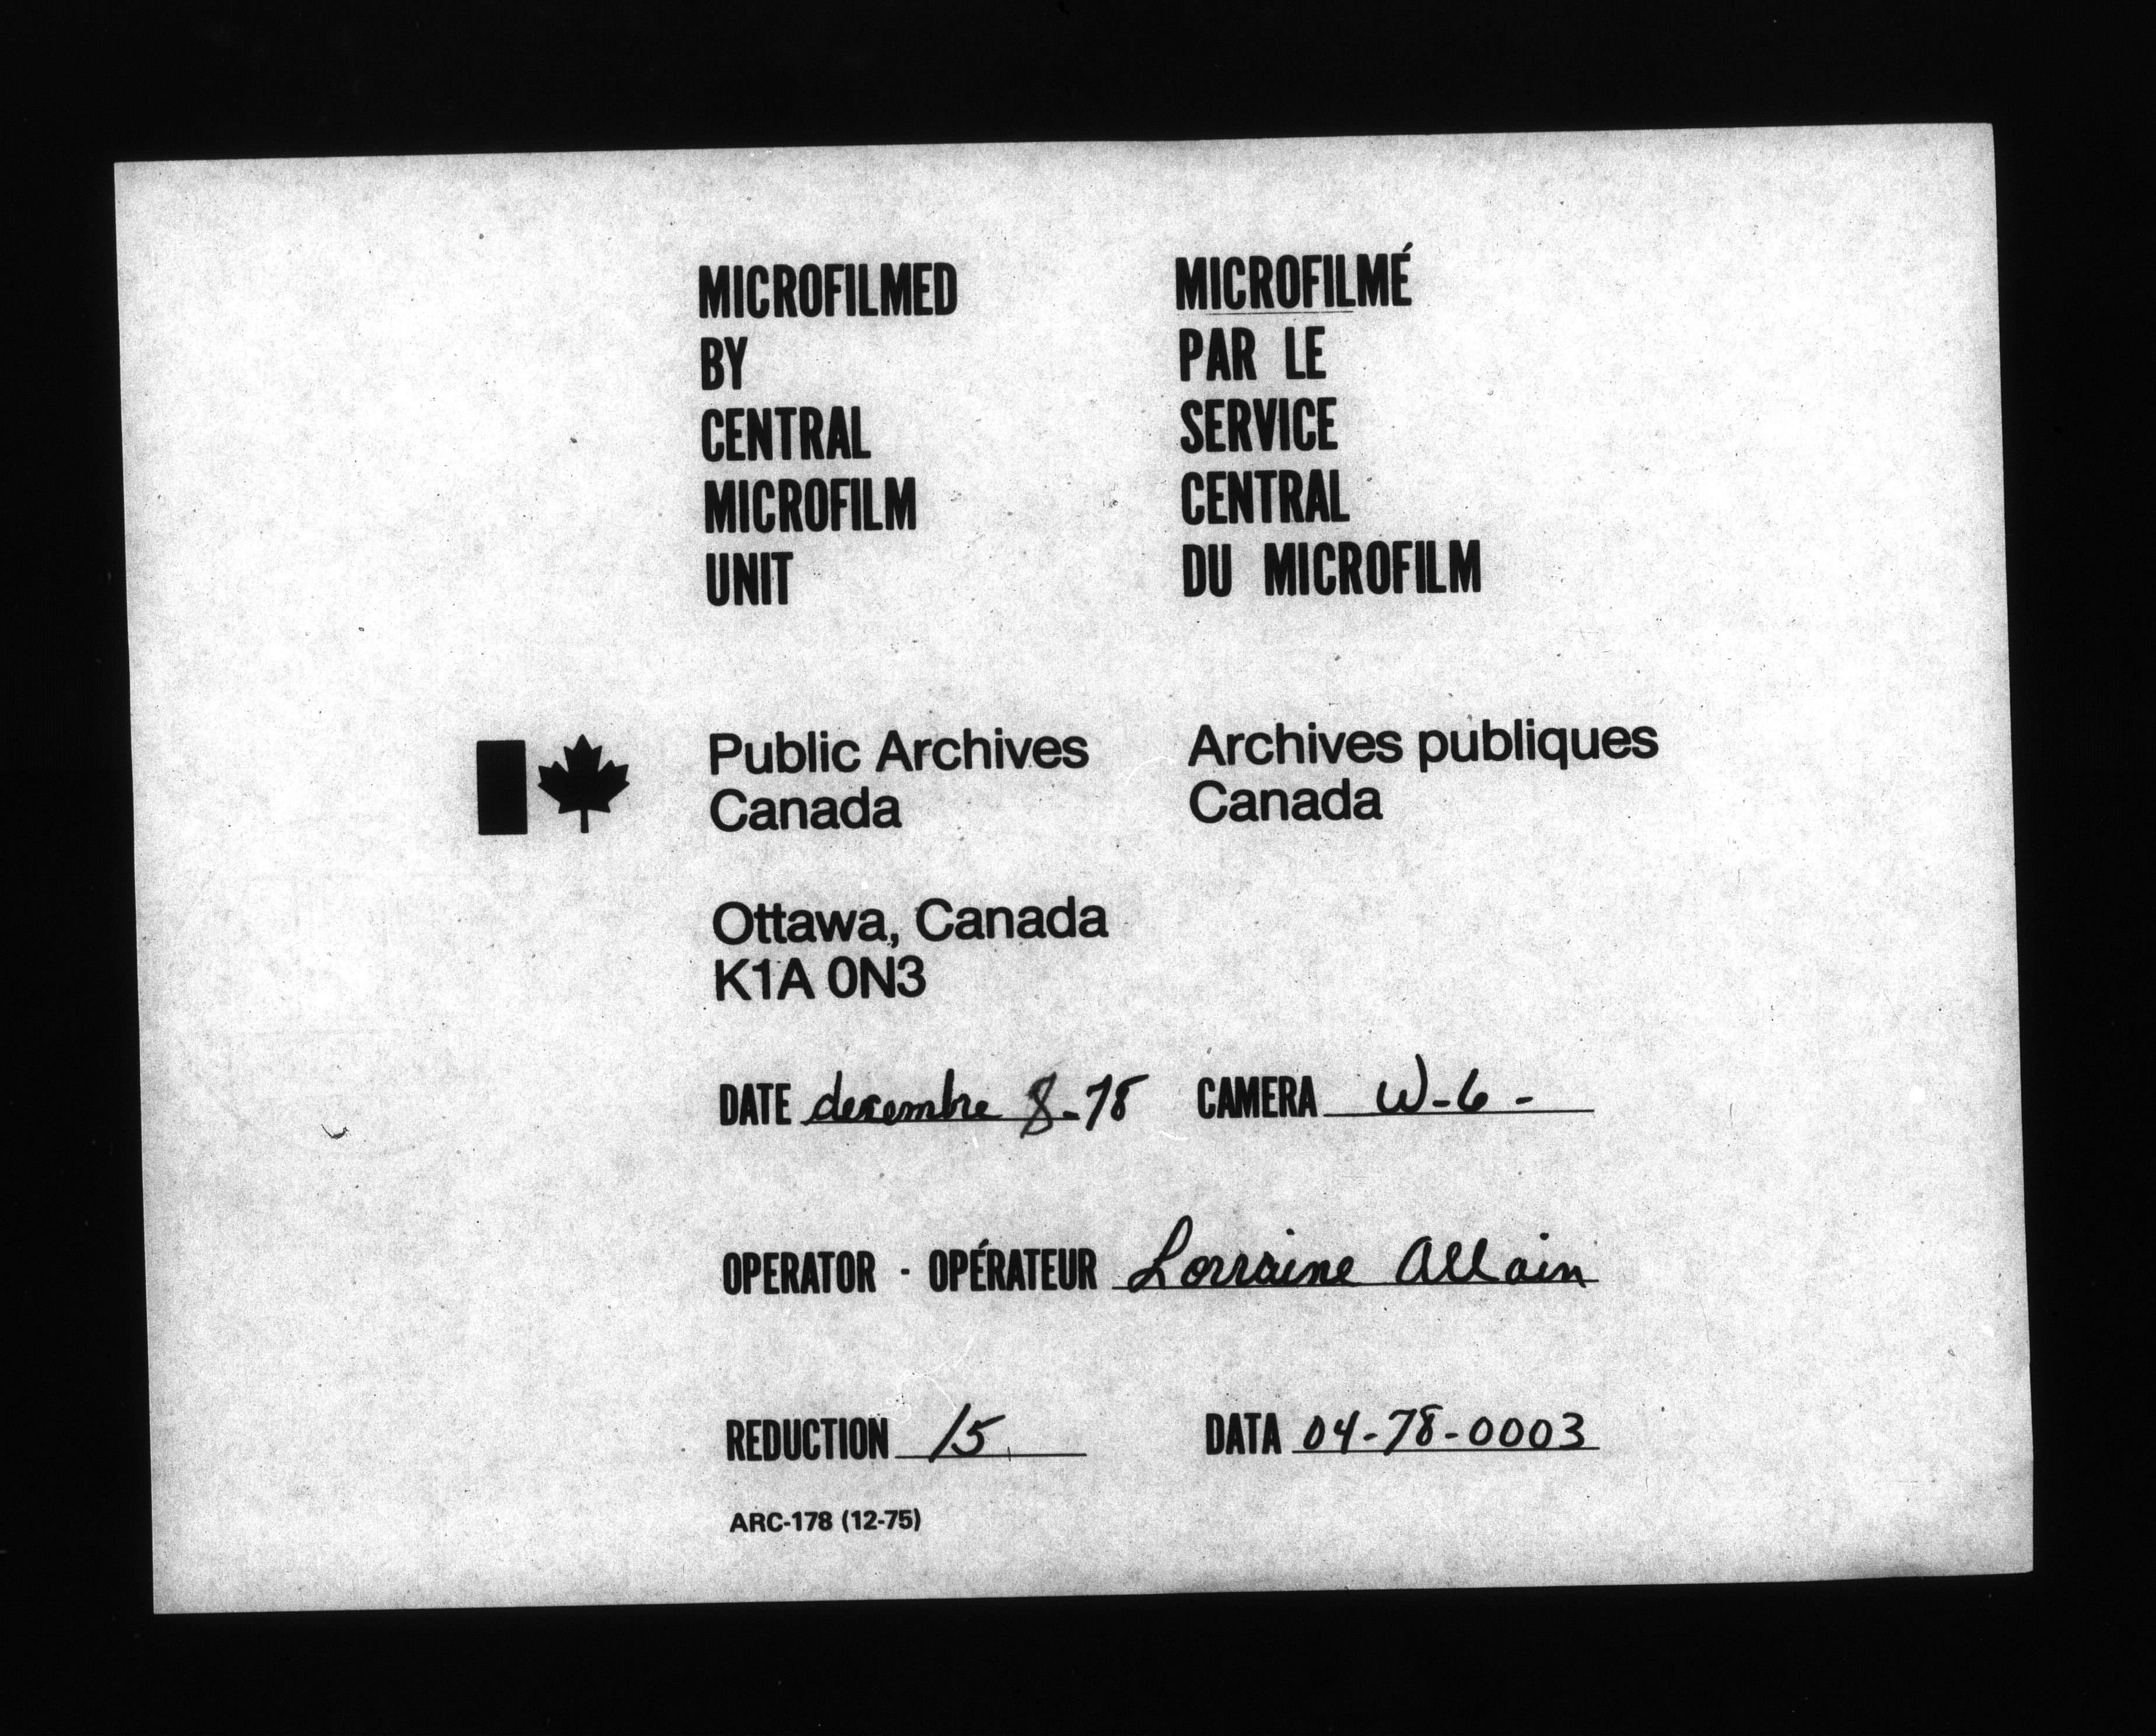 MICROFILMED
BY
CENTRAL
MICROFILM
UNIT
MICROFILMÉ
PAR LE
SERVICE
CENTRAL
DU MICROFILM
Public Archives
Canada
Archives publiques
Canada
Ottawa, Canada
K1A 0N3
DATE decembre 8-78 CAMERA W-6-
OPERATOR - OPÉRATEUR Lorraine Allain
REDUCTION 15 DATA 04-78-0003
ARC-178 (12-75)